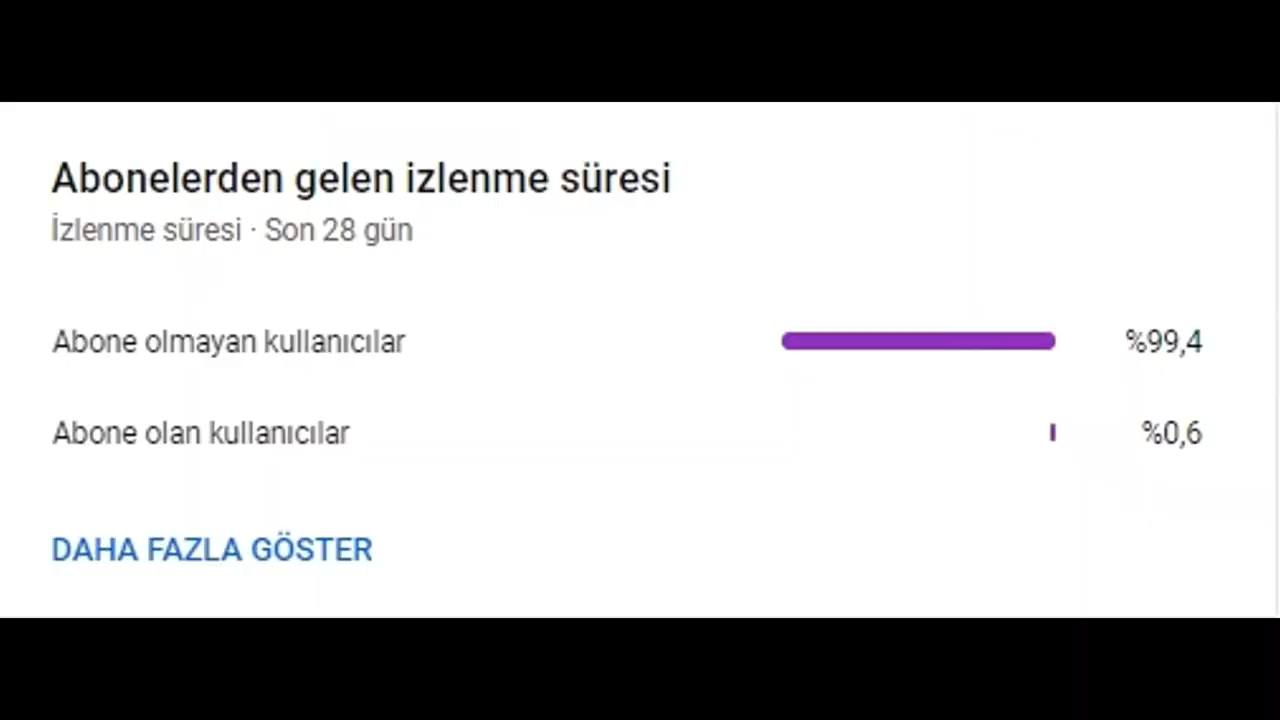 Abonelerden gelen izlenme süresi
İzlenme süresi · Son 28 gün
Abone olmayan kullanıcılar %99,4
Abone olan kullanıcılar %0,6
DAHA FAZLA GÖSTER